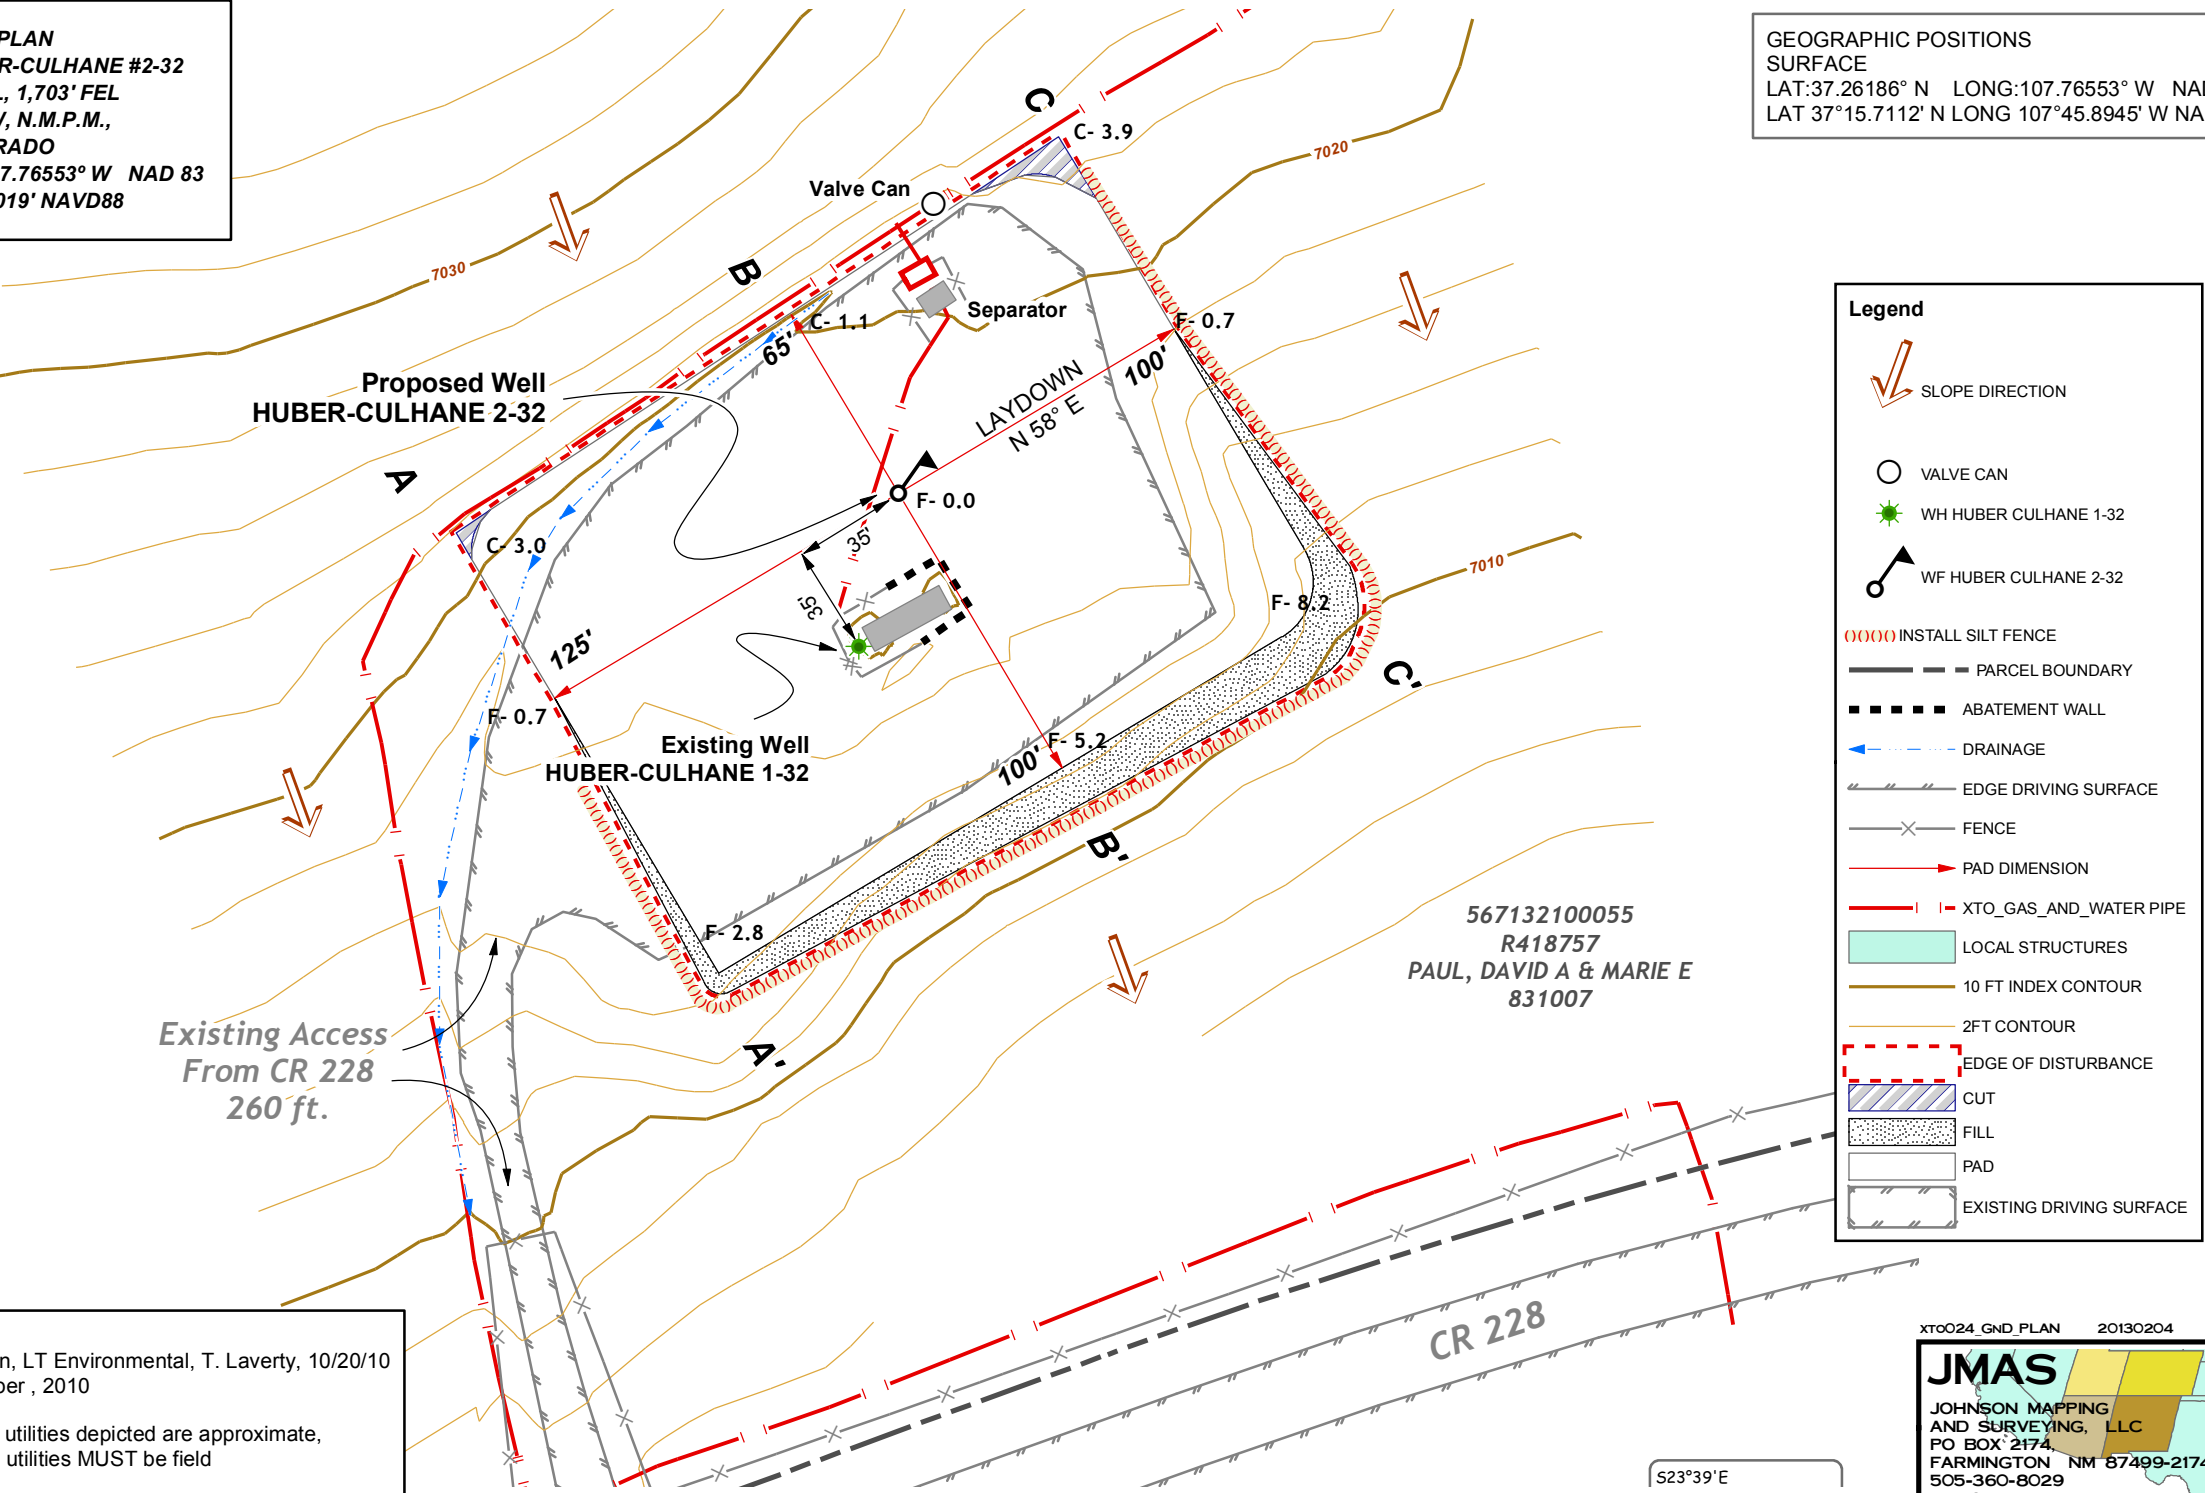 PLAN
R-CULHANE #2-32
, 1,703' FEL
, N.M.P.M.,
RADO
7.76553º W NAD 83
019' NAVD88
GEOGRAPHIC POSITIONS
SURFACE
LAT:37.26186° N LONG:107.76553° W
LAT 37°15.7112' N LONG 107°45.8945' W
7030
7020
7010
Valve Can
Separator
C
C- 3.9
B
C- 1.1
65'
F- 0.7
100'
LAYDOWN
N 58° E
Proposed Well
HUBER-CULHANE 2-32
A
C- 3.0
F- 0.0
35'
35'
125'
F- 0.7
F- 8.2
C'
Existing Well
HUBER-CULHANE 1-32
F- 5.2
100'
B'
F- 2.8
A'
Existing Access
From CR 228
260 ft.
567132100055
R418757
PAUL, DAVID A & MARIE E
831007
CR 228
Legend
SLOPE DIRECTION
VALVE CAN
WH HUBER CULHANE 1-32
WF HUBER CULHANE 2-32
INSTALL SILT FENCE
PARCEL BOUNDARY
ABATEMENT WALL
DRAINAGE
EDGE DRIVING SURFACE
FENCE
PAD DIMENSION
XTO_GAS_AND_WATER PIPE
LOCAL STRUCTURES
10 FT INDEX CONTOUR
2FT CONTOUR
EDGE OF DISTURBANCE
CUT
FILL
PAD
EXISTING DRIVING SURFACE
n, LT Environmental, T. Laverty, 10/20/10
ber , 2010
utilities depicted are approximate,
utilities MUST be field
S23°39'E
XTO024_GND_PLAN 20130204
JMAS
JOHNSON MAPPING
AND SURVEYING, LLC
PO BOX 2174,
FARMINGTON NM 87499-2174
505-360-8029